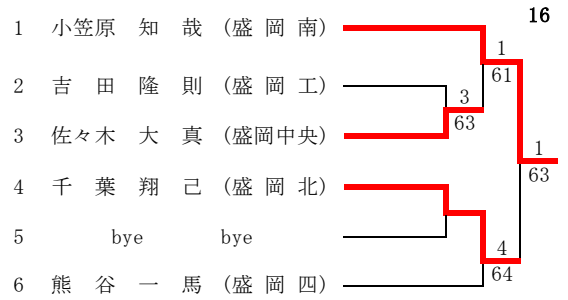 16
1 小笠原 知 哉 (盛 岡 南)
1
61
2 吉 田 隆 則 (盛 岡 工)
3
63
3 佐々木 大 真 (盛岡中央)
1
63
4 千 葉 翔 己 (盛 岡 北)
5 bye bye
4
64
6 熊 谷 一 馬 (盛 岡 四)